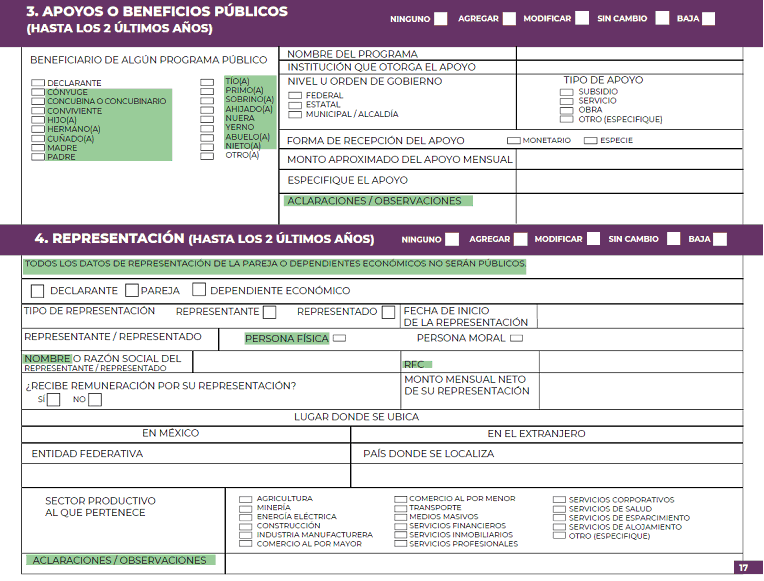 3. APOYOS O BENEFICIOS PÚBLICOS
(HASTA LOS 2 ÚLTIMOS AÑOS)
NINGUNO AGREGAR MODIFICAR SIN CAMBIO BAJA
BENEFICIARIO DE ALGÚN PROGRAMA PÚBLICO
DECLARANTE
CÓNYUGE
CONCUBINA O CONCUBINARIO
CONVIVIENTE
HIJO(A)
HERMANO(A)
CUÑADO(A)
MADRE
PADRE
TÍO(A)
PRIMO(A)
SOBRINO(A)
AHIJADO(A)
NUERA
YERNO
ABUELO(A)
NIETO(A)
OTRO(A)
NOMBRE DEL PROGRAMA
INSTITUCIÓN QUE OTORGA EL APOYO
NIVEL U ORDEN DE GOBIERNO
FEDERAL
ESTATAL
MUNICIPAL / ALCALDÍA
TIPO DE APOYO
SUBSIDIO
SERVICIO
OBRA
OTRO (ESPECIFIQUE)
FORMA DE RECEPCIÓN DEL APOYO MONETARIO ESPECIE
MONTO APROXIMADO DEL APOYO MENSUAL
ESPECIFIQUE EL APOYO
ACLARACIONES / OBSERVACIONES
4. REPRESENTACIÓN (HASTA LOS 2 ÚLTIMOS AÑOS)
NINGUNO AGREGAR MODIFICAR SIN CAMBIO BAJA
TODOS LOS DATOS DE REPRESENTACIÓN DE LA PAREJA O DEPENDIENTES ECONÓMICOS NO SERÁN PÚBLICOS.
DECLARANTE PAREJA DEPENDIENTE ECONÓMICO
TIPO DE REPRESENTACIÓN REPRESENTANTE REPRESENTADO
FECHA DE INICIO
DE LA REPRESENTACIÓN
REPRESENTANTE / REPRESENTADO PERSONA FÍSICA PERSONA MORAL
NOMBRE O RAZÓN SOCIAL DEL
REPRESENTANTE / REPRESENTADO
RFC
¿RECIBE REMUNERACIÓN POR SU REPRESENTACIÓN?
SÍ NO
MONTO MENSUAL NETO
DE SU REPRESENTACIÓN
LUGAR DONDE SE UBICA
EN MÉXICO EN EL EXTRANJERO
ENTIDAD FEDERATIVA PAÍS DONDE SE LOCALIZA
SECTOR PRODUCTIVO
AL QUE PERTENECE
AGRICULTURA
MINERÍA
ENERGÍA ELÉCTRICA
CONSTRUCCIÓN
INDUSTRIA MANUFACTURERA
COMERCIO AL POR MAYOR
COMERCIO AL POR MENOR
TRANSPORTE
MEDIOS MASIVOS
SERVICIOS FINANCIEROS
SERVICIOS INMOBILIARIOS
SERVICIOS PROFESIONALES
SERVICIOS CORPORATIVOS
SERVICIOS DE SALUD
SERVICIOS DE ESPARCIMIENTO
SERVICIOS DE ALOJAMIENTO
OTRO (ESPECIFIQUE)
ACLARACIONES / OBSERVACIONES
17